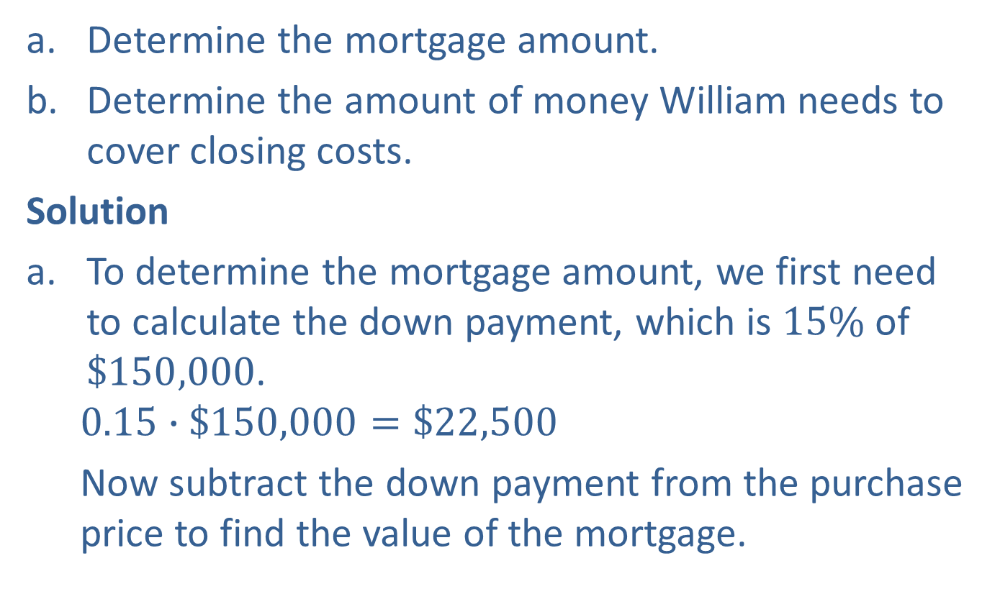 a. Determine the mortgage amount.
b. Determine the amount of money William needs to
cover closing costs.
Solution
a. To determine the mortgage amount, we first need
to calculate the down payment, which is 15% of
$150,000.
0.15 · $150,000 = $22,500
Now subtract the down payment from the purchase
price to find the value of the mortgage.